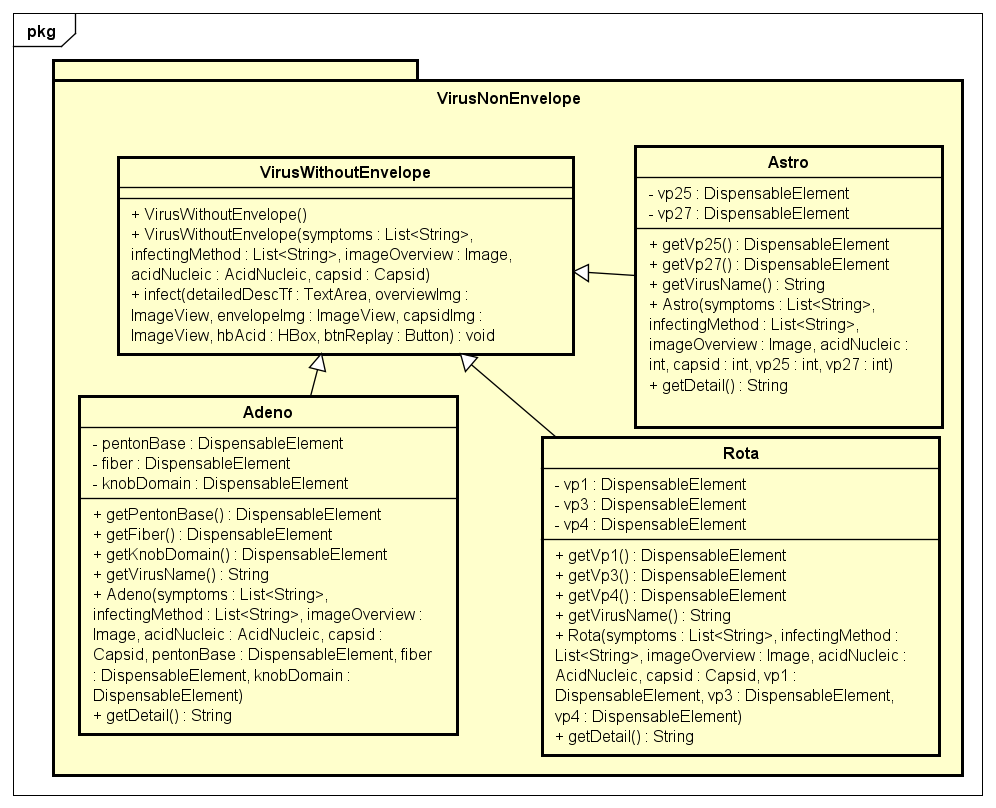 pkg
VirusNonEnvelope
VirusWithoutEnvelope
+ VirusWithoutEnvelope()
+ VirusWithoutEnvelope(symptoms : List<String>,
infectingMethod : List<String>, imageOverview : Image,
acidNucleic : AcidNucleic, capsid : Capsid)
+ infect(detailedDescTf : TextArea, overviewImg :
ImageView, envelopeImg : ImageView, capsidImg :
ImageView, hbAcid : HBox, btnReplay : Button) : void
Astro
- vp25 : DispensableElement
- vp27 : DispensableElement
+ getVp25() : DispensableElement
+ getVp27() : DispensableElement
+ getVirusName() : String
+ Astro(symptoms : List<String>,
infectingMethod : List<String>,
imageOverview : Image, acidNucleic :
int, capsid : int, vp25 : int, vp27 : int)
+ getDetail() : String
Adeno
- pentonBase : DispensableElement
- fiber : DispensableElement
- knobDomain : DispensableElement
+ getPentonBase() : DispensableElement
+ getFiber() : DispensableElement
+ getKnobDomain() : DispensableElement
+ getVirusName() : String
+ Adeno(symptoms : List<String>,
infectingMethod : List<String>, imageOverview :
Image, acidNucleic : AcidNucleic, capsid :
Capsid, pentonBase : DispensableElement, fiber
: DispensableElement, knobDomain :
DispensableElement)
+ getDetail() : String
Rota
- vp1 : DispensableElement
- vp3 : DispensableElement
- vp4 : DispensableElement
+ getVp1() : DispensableElement
+ getVp3() : DispensableElement
+ getVp4() : DispensableElement
+ getVirusName() : String
+ Rota(symptoms : List<String>, infectingMethod :
List<String>, imageOverview : Image, acidNucleic :
AcidNucleic, capsid : Capsid, vp1 :
DispensableElement, vp3 : DispensableElement,
vp4 : DispensableElement)
+ getDetail() : String